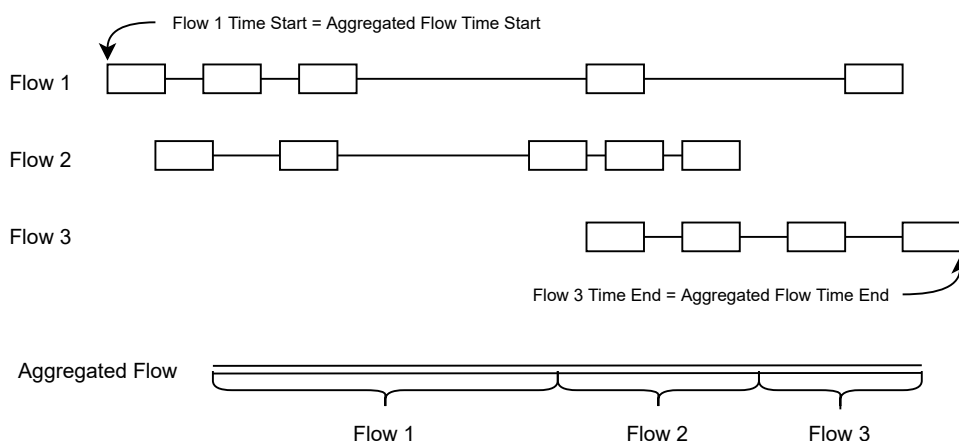 Flow 1 Time Start = Aggregated Flow Time Start
Flow 1
Flow 2
Flow 3
Flow 3 Time End = Aggregated Flow Time End
Aggregated Flow
Flow 1
Flow 2
Flow 3